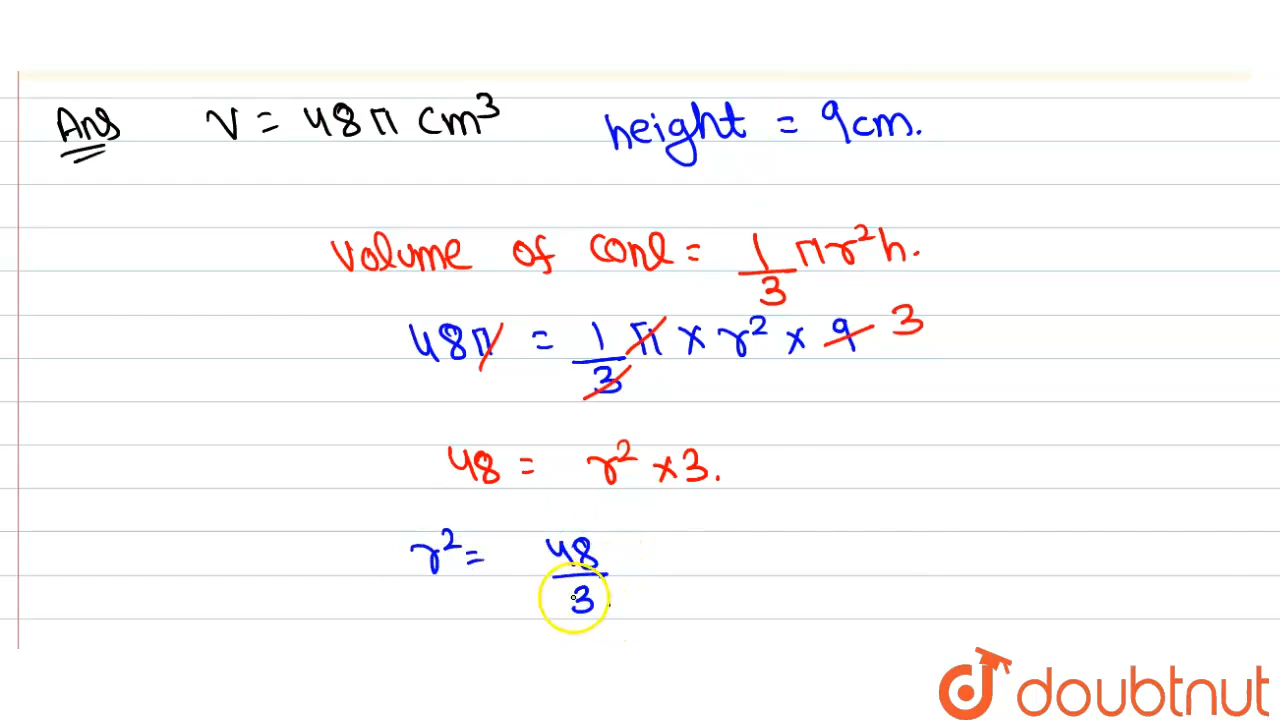 Ans V = 48π cm³ height = 9cm.
Volume of cone = 1/3 πr²h.
48π = 1/3 π × r² × 9 3
48 = r² × 3.
r² = 48/3
doubtnut